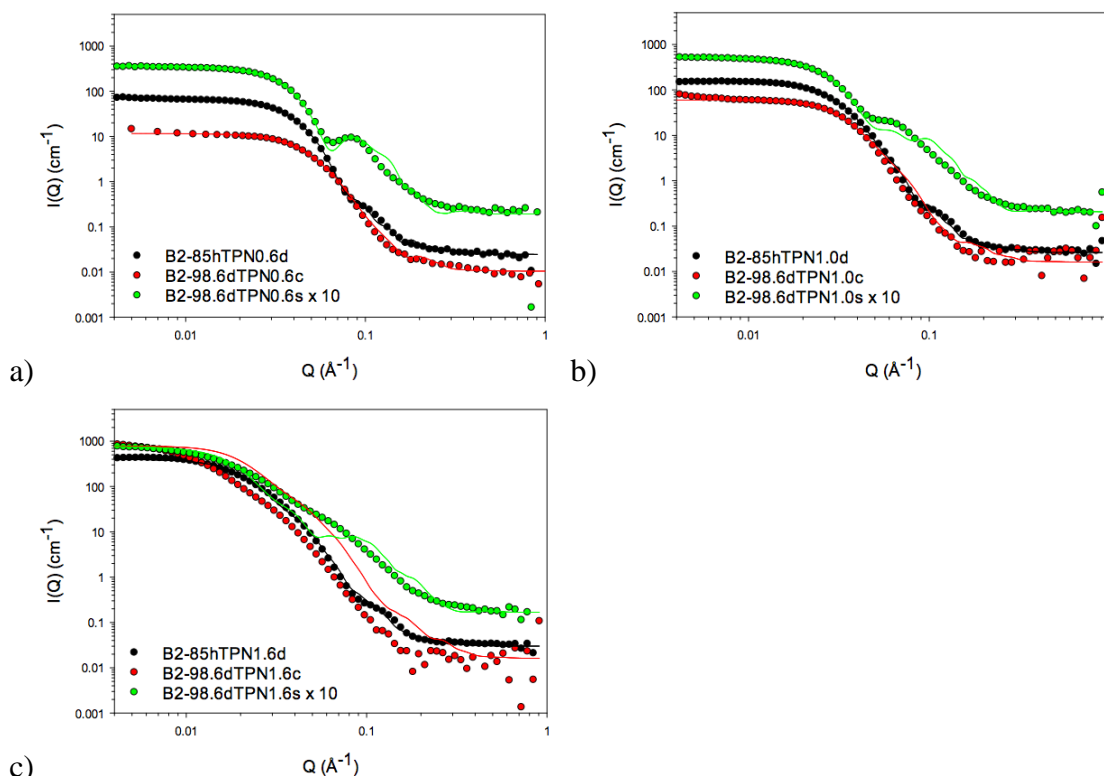 1000
100
10
1
0.1
0.01
0.001
I(Q) (cm⁻¹)
B2-85hTPN0.6d
B2-98.6dTPN0.6c
B2-98.6dTPN0.6s x 10
0.01 0.1 1
Q (Å⁻¹)
a)
1000
100
10
1
0.1
0.01
0.001
I(Q) (cm⁻¹)
B2-85hTPN1.0d
B2-98.6dTPN1.0c
B2-98.6dTPN1.0s x 10
0.01 0.1
Q (Å⁻¹)
b)
1000
100
10
1
0.1
0.01
0.001
I(Q) (cm⁻¹)
B2-85hTPN1.6d
B2-98.6dTPN1.6c
B2-98.6dTPN1.6s x 10
0.01 0.1 1
Q (Å⁻¹)
c)